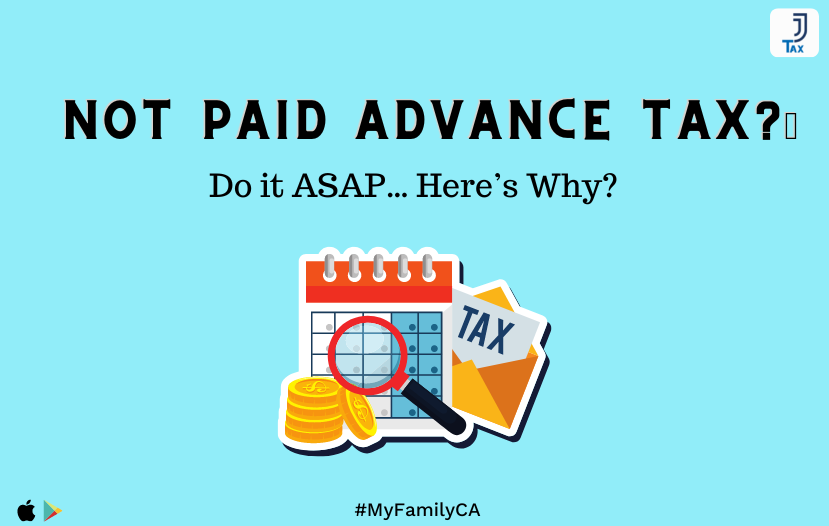 J
TAX
NOT PAID ADVANCE TAX?
Do it ASAP... Here's Why?
TAX
#MyFamilyCA